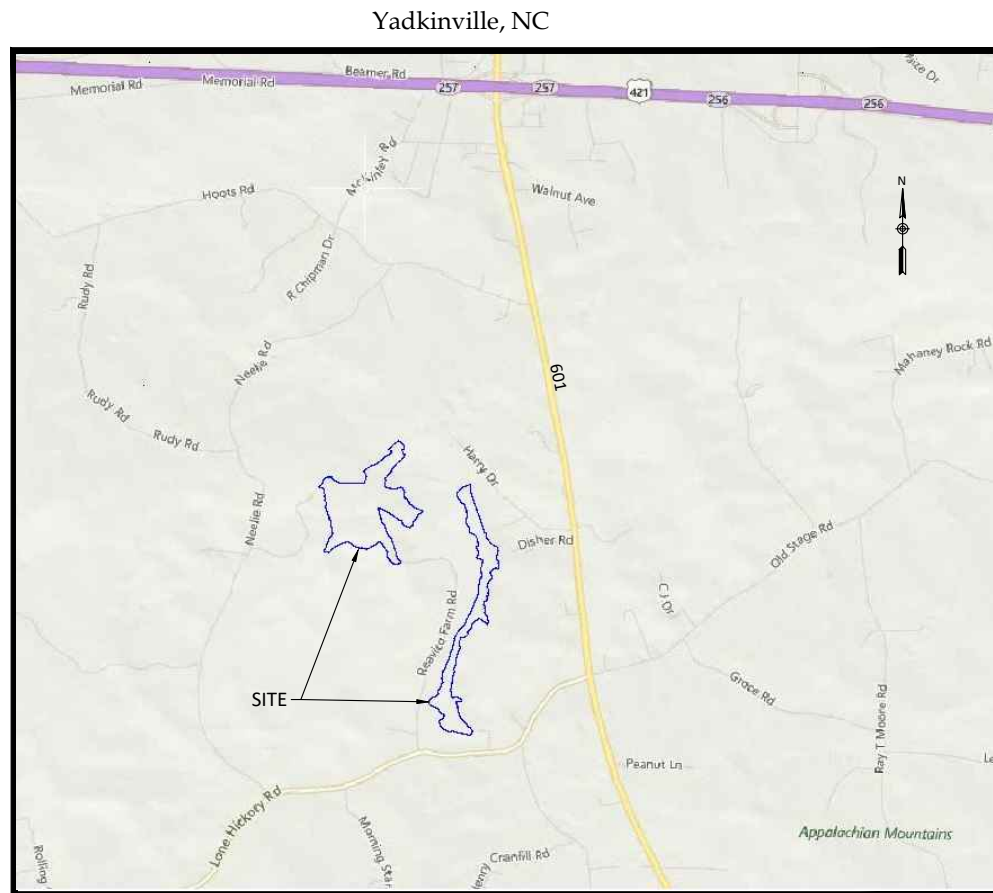 Yadkinville, NC
Beamer Rd
Memorial Rd
Memorial Rd
257
257
421
256
256
McKinley Rd
Hoots Rd
Walnut Ave
N
R Chipman Dr
Rudy Rd
Neelie Rd
Mahaney Rock Rd
601
Rudy Rd
Rudy Rd
Harry Dr
Neelie Rd
Disher Rd
Old Stage Rd
C J Dr
Reavito Farm Rd
Grace Rd
SITE
Ray T Moore Rd
Peanut Ln
Lone Hickory Rd
Morning Star
Appalachian Mountains
Cranfill Rd
Rolling
Henry